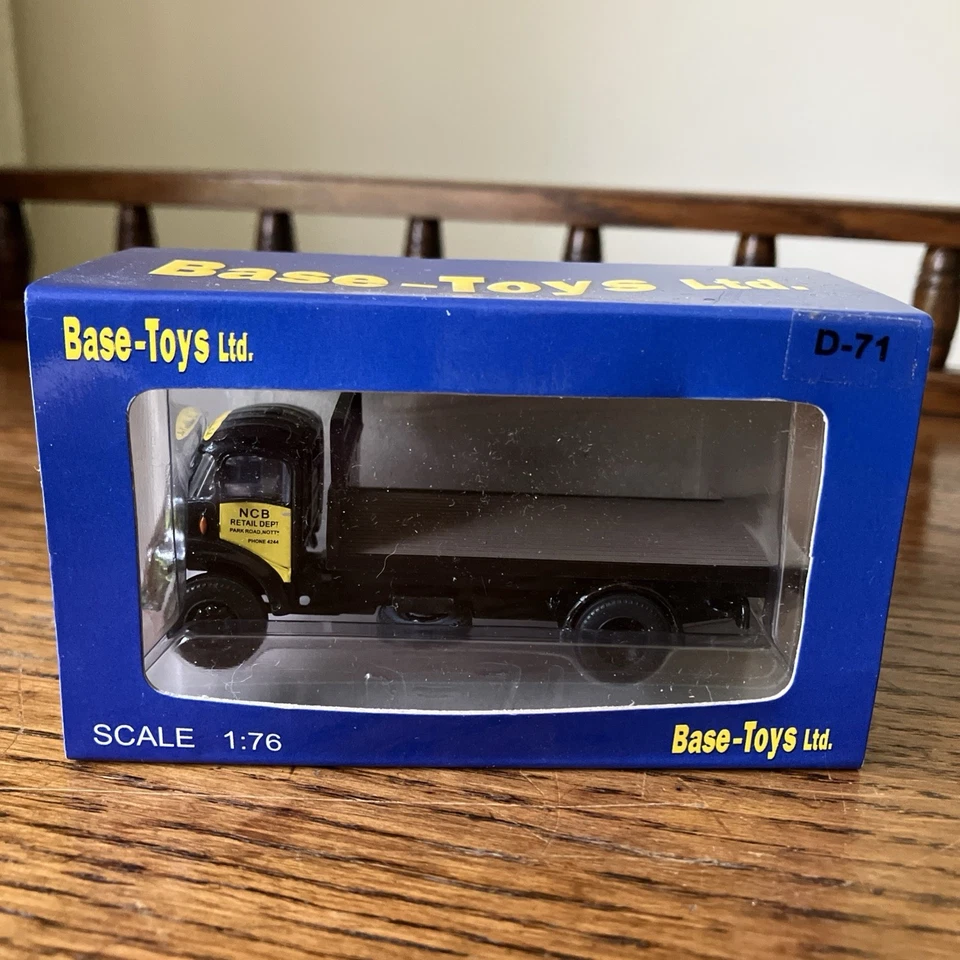 Base-Toys Ltd.
Base-Toys Ltd.
D-71
NCB
RETAIL DEPT
PARK ROAD, NOTTM
PHONE 4244
SCALE 1:76
Base-Toys Ltd.